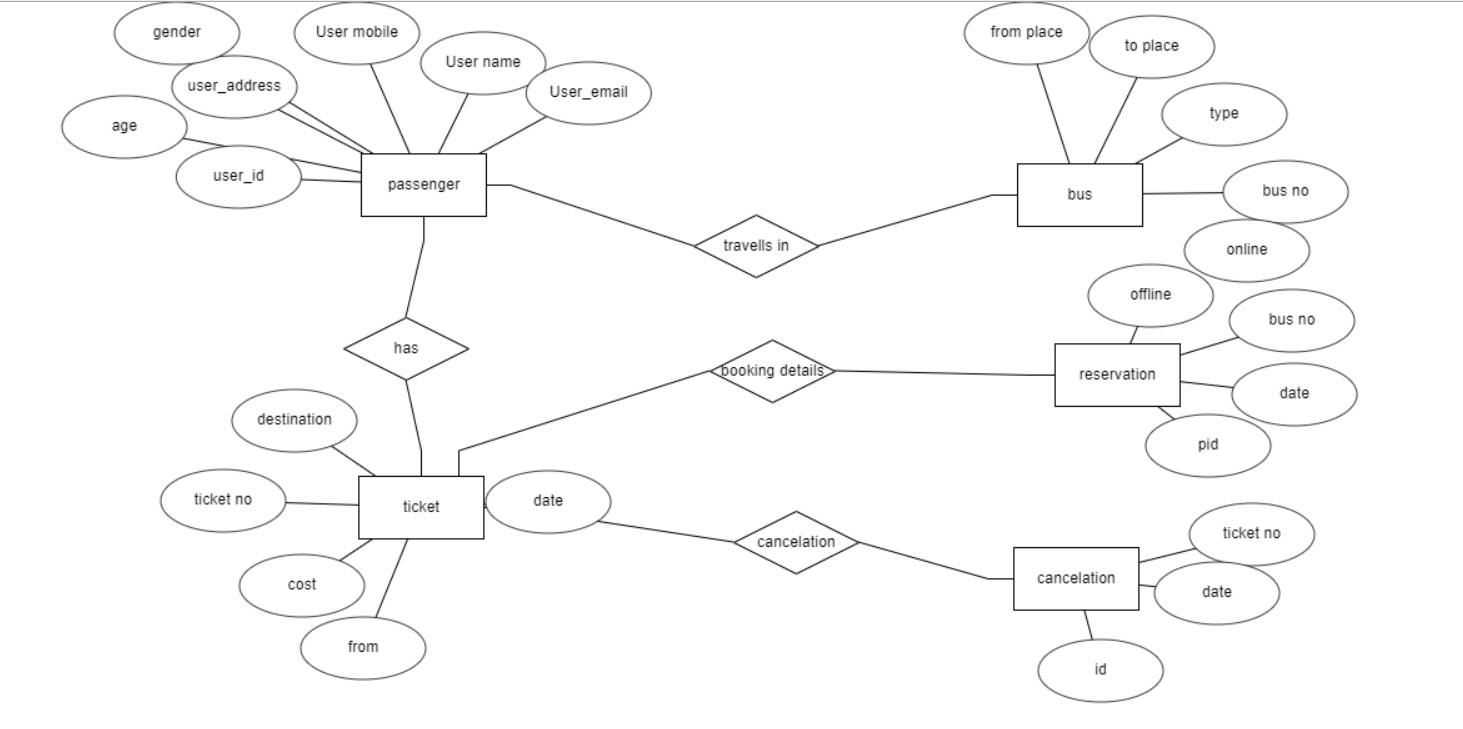 gender
User mobile
User name
user_address
User_email
age
user_id
passenger
from place
to place
type
bus
bus no
travells in
online
offline
bus no
has
booking details
reservation
date
pid
destination
ticket no
ticket
date
cost
from
cancelation
cancelation
ticket no
date
id